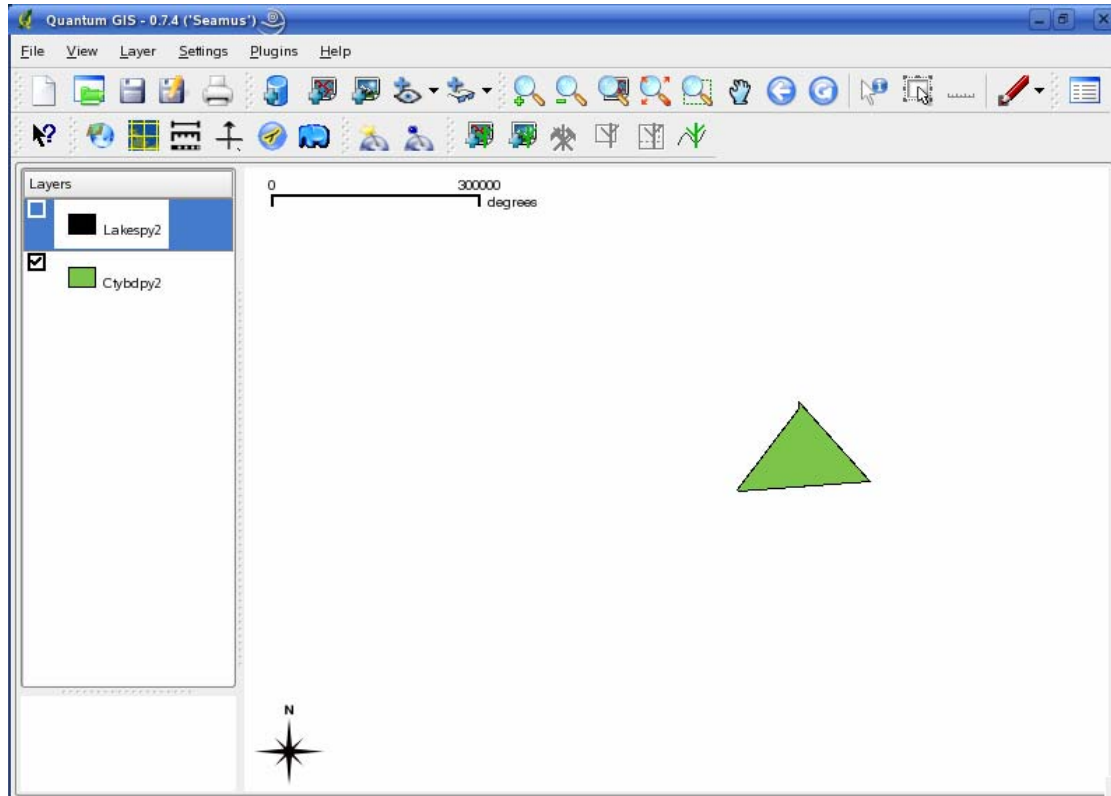 Quantum GIS - 0.7.4 ('Seamus')
File View Layer Settings Plugins Help
Layers
Lakespy2
Ctybdpy2
0 300000
degrees
N